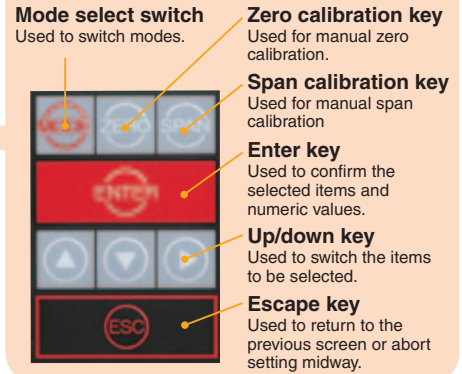 Mode select switch
Used to switch modes.
Zero calibration key
Used for manual zero
calibration.
Span calibration key
Used for manual span
calibration
Enter key
Used to confirm the
selected items and
numeric values.
Up/down key
Used to switch the items
to be selected.
Escape key
Used to return to the
previous screen or abort
setting midway.
MODE ZERO SPAN
ENTER
ESC